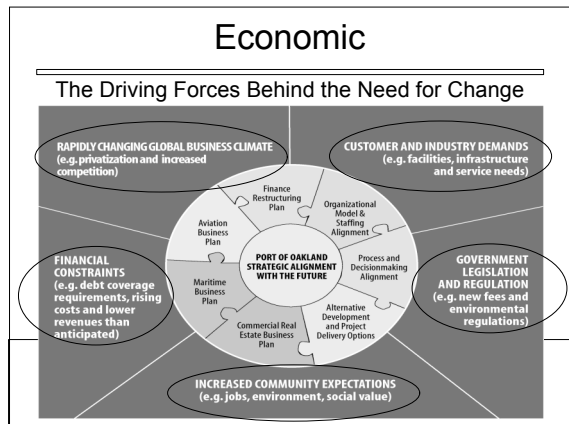 Economic
The Driving Forces Behind the Need for Change
RAPIDLY CHANGING GLOBAL BUSINESS CLIMATE
(e.g. privatization and increased
competition)
CUSTOMER AND INDUSTRY DEMANDS
(e.g. facilities, infrastructure
and service needs)
Finance
Restructuring
Plan
Organizational
Model &
Staffing
Alignment
Aviation
Business
Plan
PORT OF OAKLAND
STRATEGIC ALIGNMENT
WITH THE FUTURE
Process and
Decisionmaking
Alignment
Maritime
Business
Plan
Commercial Real
Estate Business
Plan
Alternative
Development
and Project
Delivery Options
FINANCIAL
CONSTRAINTS
(e.g. debt coverage
requirements, rising
costs and lower
revenues than
anticipated)
GOVERNMENT
LEGISLATION
AND REGULATION
(e.g. new fees and
environmental
regulations)
INCREASED COMMUNITY EXPECTATIONS
(e.g. jobs, environment, social value)